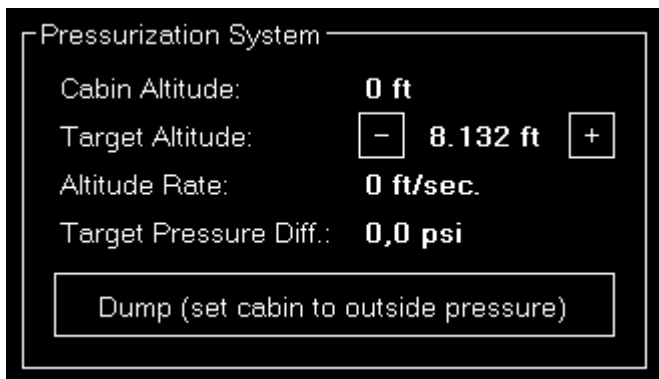 Pressurization System
Cabin Altitude: 0 ft
Target Altitude: - 8.132 ft +
Altitude Rate: 0 ft/sec.
Target Pressure Diff.: 0,0 psi
Dump (set cabin to outside pressure)